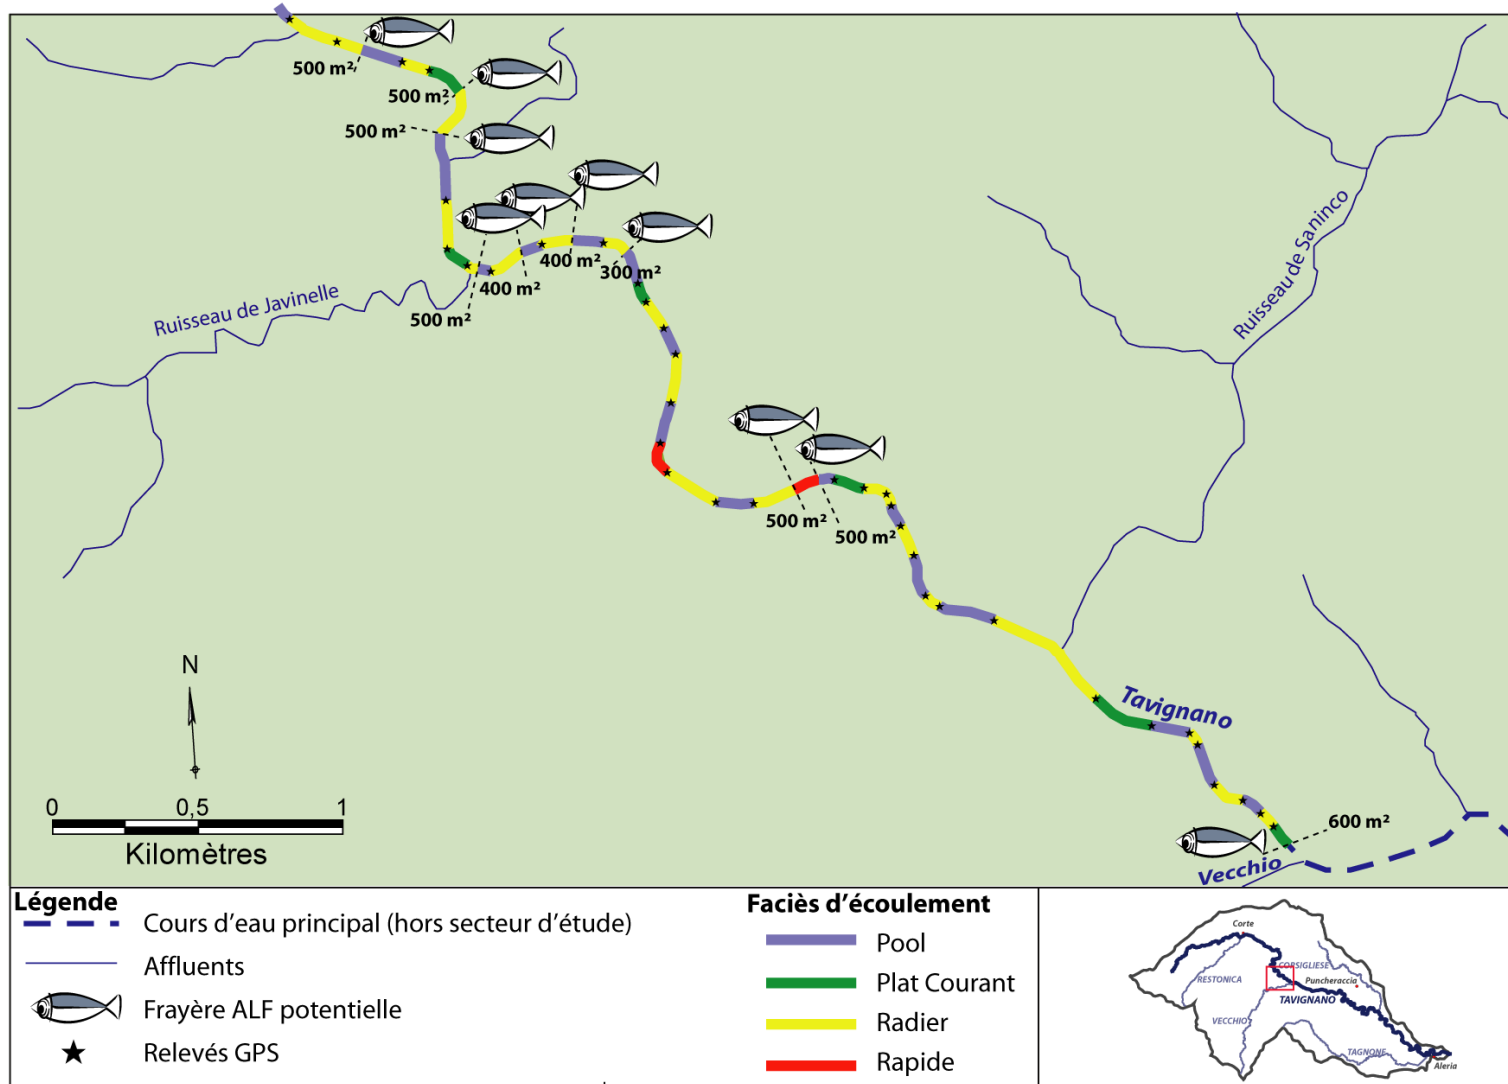 500 m²
500 m²
500 m²
400 m²
300 m²
400 m²
500 m²
Ruisseau de Javinelle
Ruisseau de Saninco
500 m²
500 m²
N
Tavignano
0 0,5 1
Kilomètres
600 m²
Vecchio
Légende
Cours d'eau principal (hors secteur d'étude)
Affluents
Frayère ALF potentielle
Relevés GPS
Faciès d'écoulement
Pool
Plat Courant
Radier
Rapide
Corte
CORSIGLIESE
RESTONICA
Puncheraccia
TAVIGNANO
VECCHIO
TAGNONE
Aleria